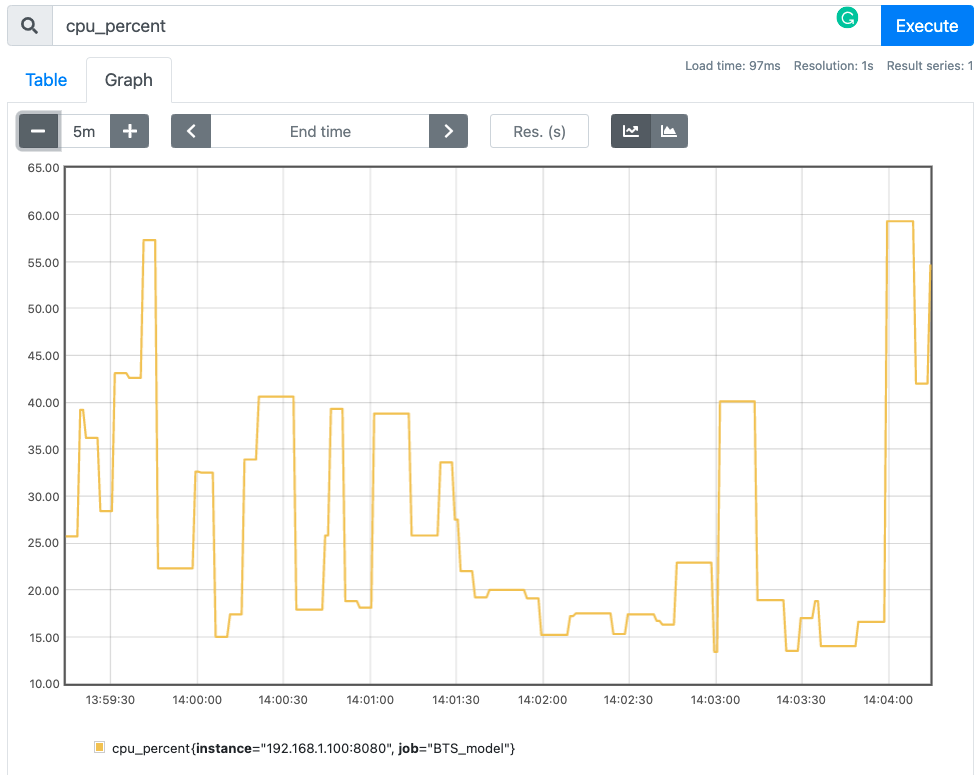 cpu_percent
Execute
Load time: 97ms Resolution: 1s Result series: 1
Table Graph
5m End time Res. (s)
65.00
60.00
55.00
50.00
45.00
40.00
35.00
30.00
25.00
20.00
15.00
10.00
13:59:30 14:00:00 14:00:30 14:01:00 14:01:30 14:02:00 14:02:30 14:03:00 14:03:30 14:04:00
cpu_percent{instance="192.168.1.100:8080", job="BTS_model"}